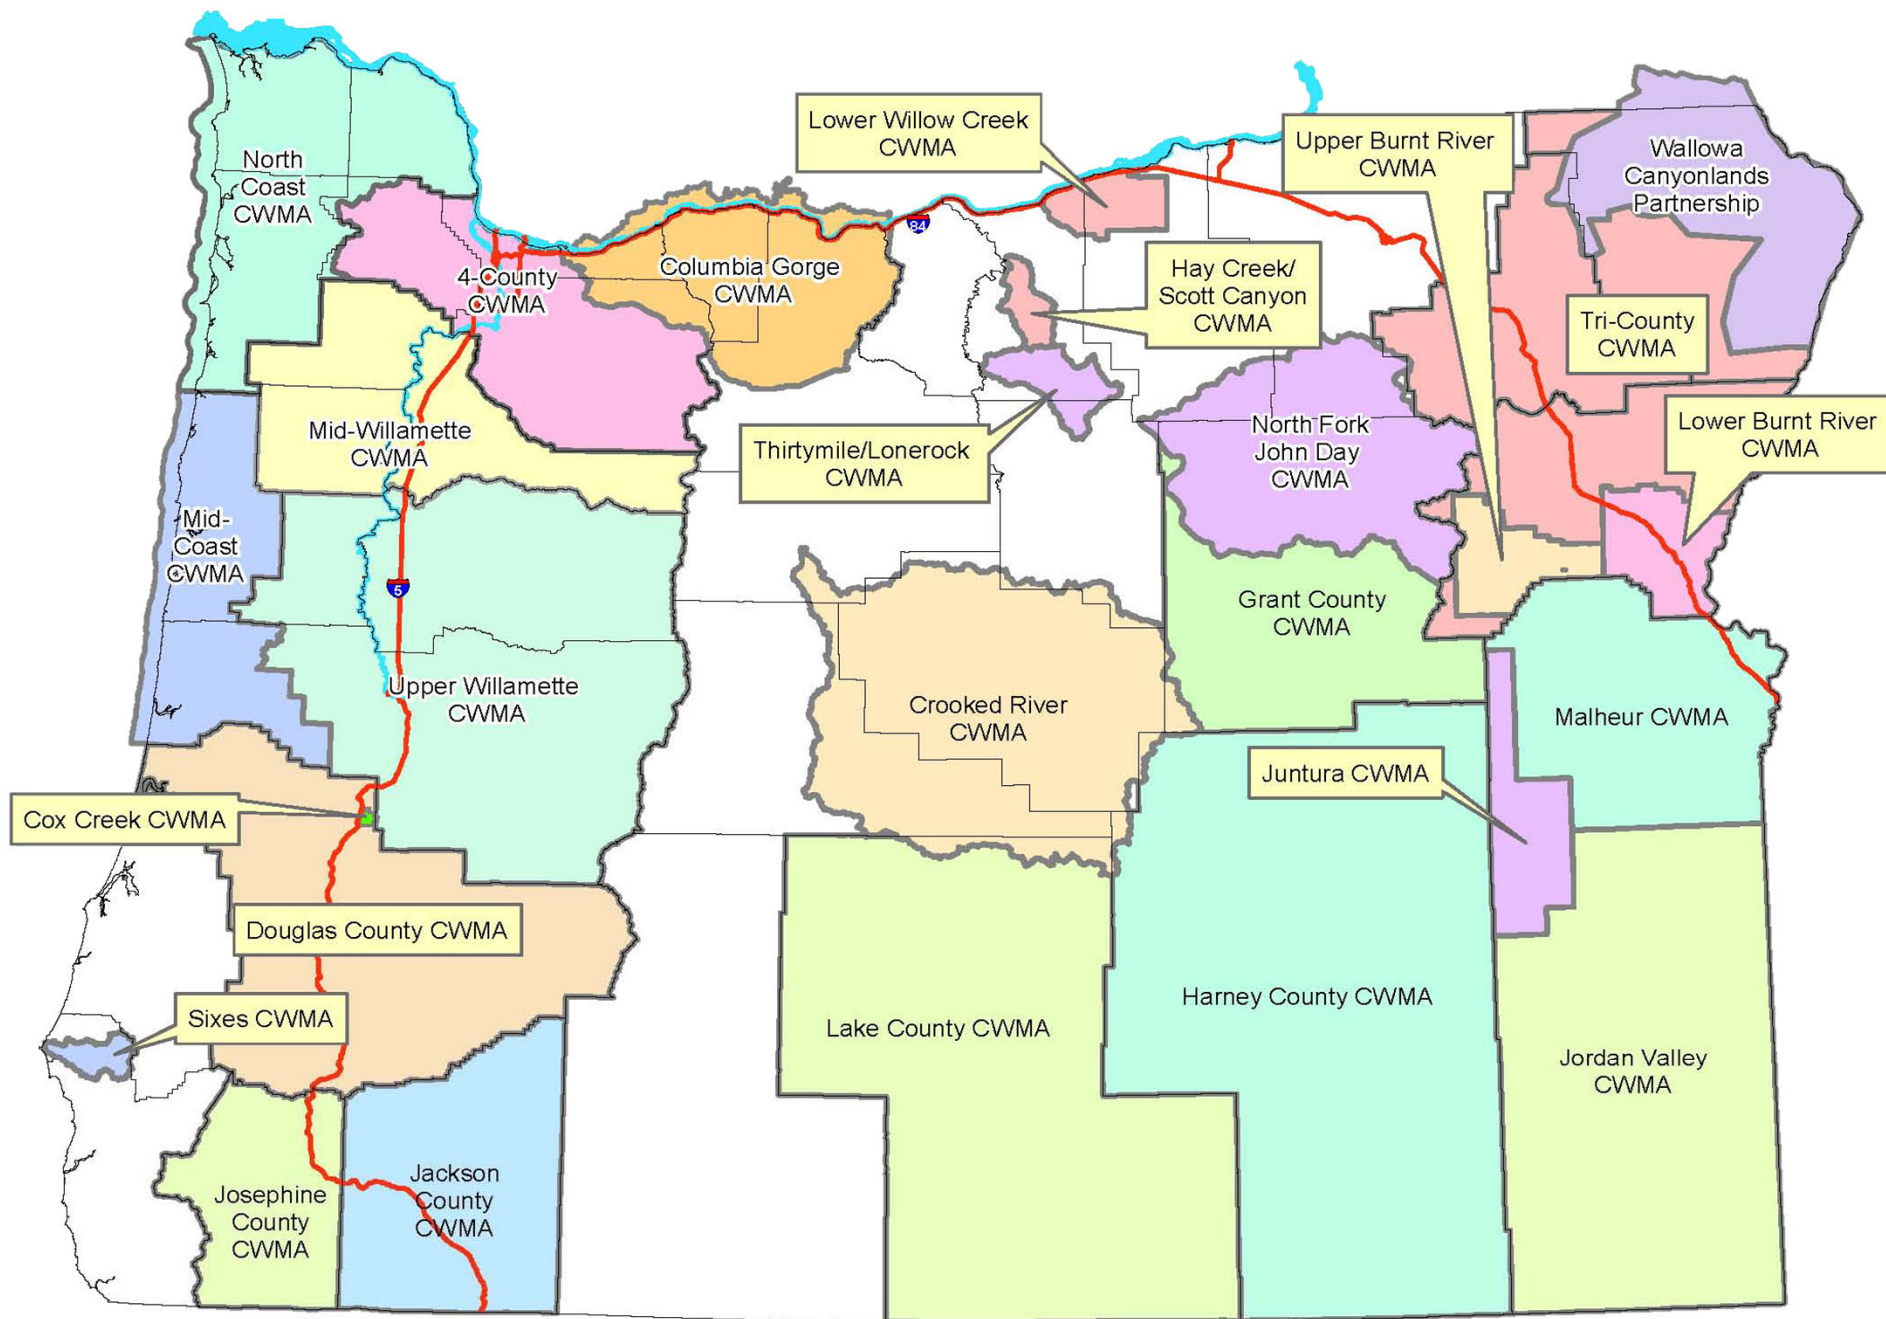 North
Coast
CWMA
Lower Willow Creek
CWMA
Upper Burnt River
CWMA
Wallowa
Canyonlands
Partnership
84
4-County
CWMA
Columbia Gorge
CWMA
Hay Creek/
Scott Canyon
CWMA
Tri-County
CWMA
Mid-Willamette
CWMA
Thirtymile/Lonerock
CWMA
North Fork
John Day
CWMA
Lower Burnt River
CWMA
Mid-
Coast
CWMA
5
Grant County
CWMA
Upper Willamette
CWMA
Crooked River
CWMA
Malheur CWMA
Juntura CWMA
Cox Creek CWMA
Douglas County CWMA
Sixes CWMA
Lake County CWMA
Harney County CWMA
Jordan Valley
CWMA
Josephine
County
CWMA
Jackson
County
CWMA